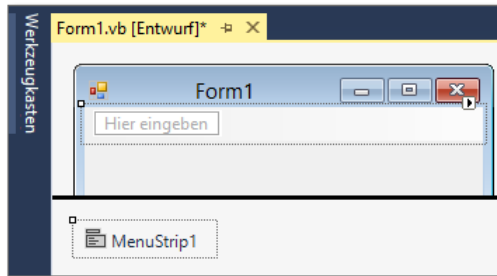 Werkzeugkasten
Form1.vb [Entwurf]*
Form1
Hier eingeben
MenuStrip1